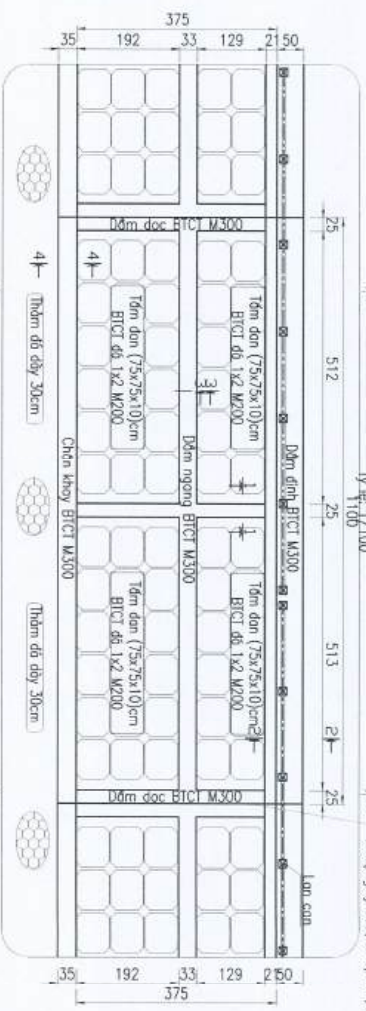 375
35 192 33 129 21 50
Tỷ lệ 1/100
1100
25 512 25 513 25
Dầm dọc BTCT M300
Tấm đan (75x75x10)cm
BTCT đá 1x2 M200
Tấm đan (75x75x10)cm
BTCT đá 1x2 M200
Dầm đỉnh BTCT M300
Dầm ngang BTCT M300
Chân khay BTCT M300
Tấm đan (75x75x10)cm
BTCT đá 1x2 M200
Tấm đan (75x75x10)cm
BTCT đá 1x2 M200
Dầm dọc BTCT M300
Lan can
Thảm đá dày 30cm
Thảm đá dày 30cm
4 4
3
1 1
2 2
35 192 33 129 21 50
375